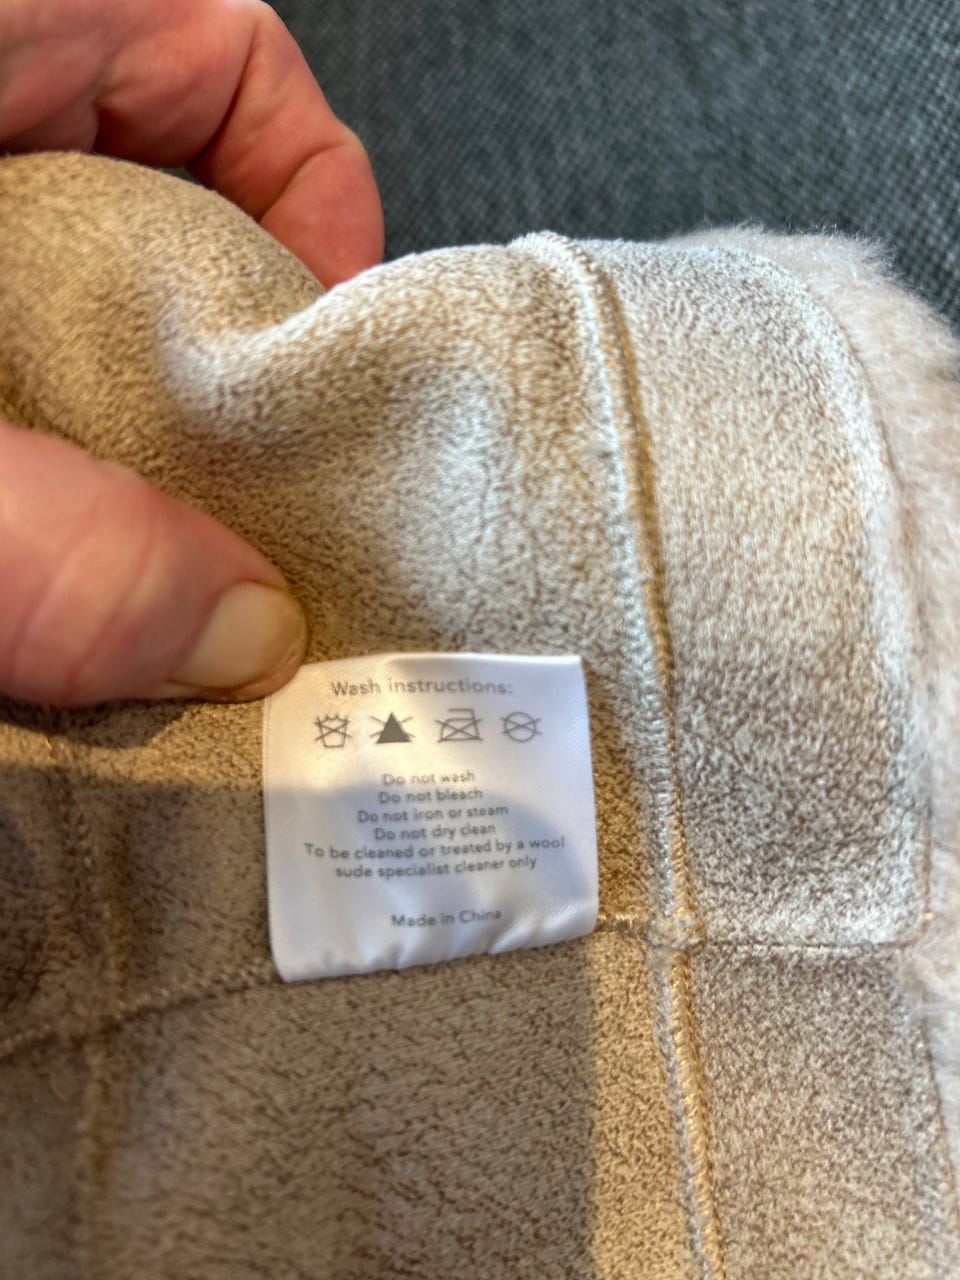 Wash instructions:
Do not wash
Do not bleach
Do not iron or steam
Do not dry clean
To be cleaned or treated by a wool
sude specialist cleaner only
Made in China